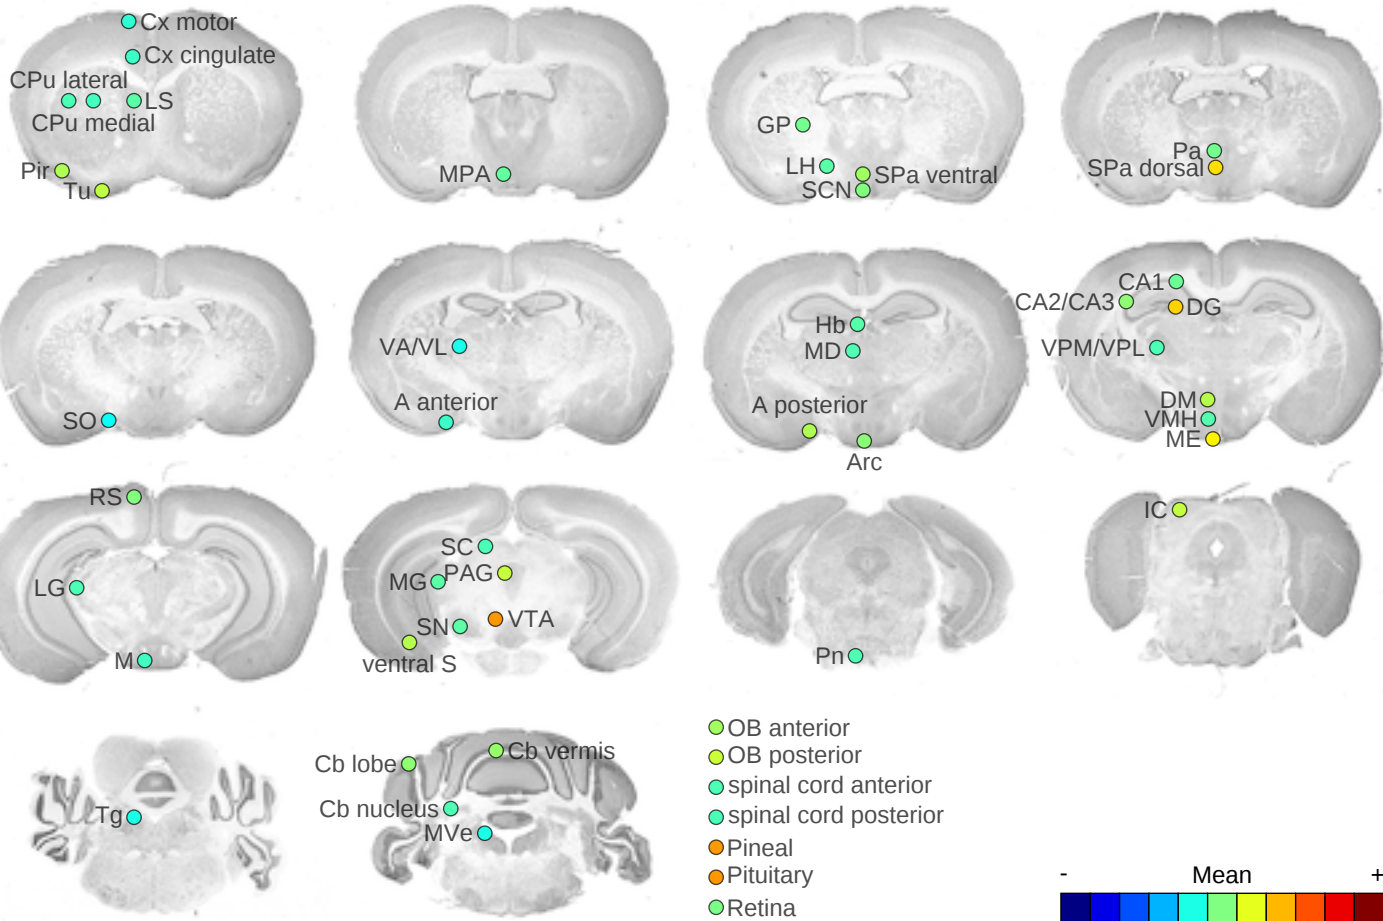 Cx motor
Cx cingulate
CPu lateral
LS
CPu medial
Pir
Tu
MPA
GP
LH
SPa ventral
SCN
Pa
SPa dorsal
SO
VA/VL
A anterior
Hb
MD
A posterior
Arc
CA1
CA2/CA3
DG
VPM/VPL
DM
VMH
ME
RS
LG
M
SC
MG
PAG
SN
VTA
ventral S
Pn
IC
Tg
Cb lobe
Cb vermis
Cb nucleus
MVe
OB anterior
OB posterior
spinal cord anterior
spinal cord posterior
Pineal
Pituitary
Retina
- Mean +